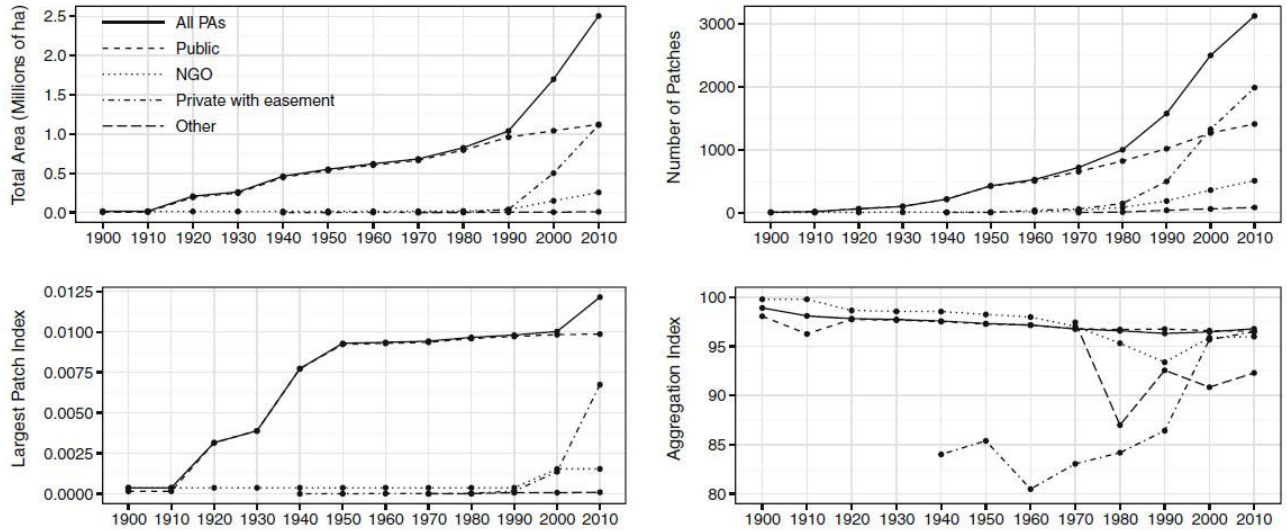 Total Area (Millions of ha)
2.5
2.0
1.5
1.0
0.5
0.0
All PAs
Public
NGO
Private with easement
Other
1900 1910 1920 1930 1940 1950 1960 1970 1980 1990 2000 2010
Number of Patches
3000
2000
1000
0
1900 1910 1920 1930 1940 1950 1960 1970 1980 1990 2000 2010
Largest Patch Index
0.0125
0.0100
0.0075
0.0050
0.0025
0.0000
1900 1910 1920 1930 1940 1950 1960 1970 1980 1990 2000 2010
Aggregation Index
100
95
90
85
80
1900 1910 1920 1930 1940 1950 1960 1970 1980 1990 2000 2010